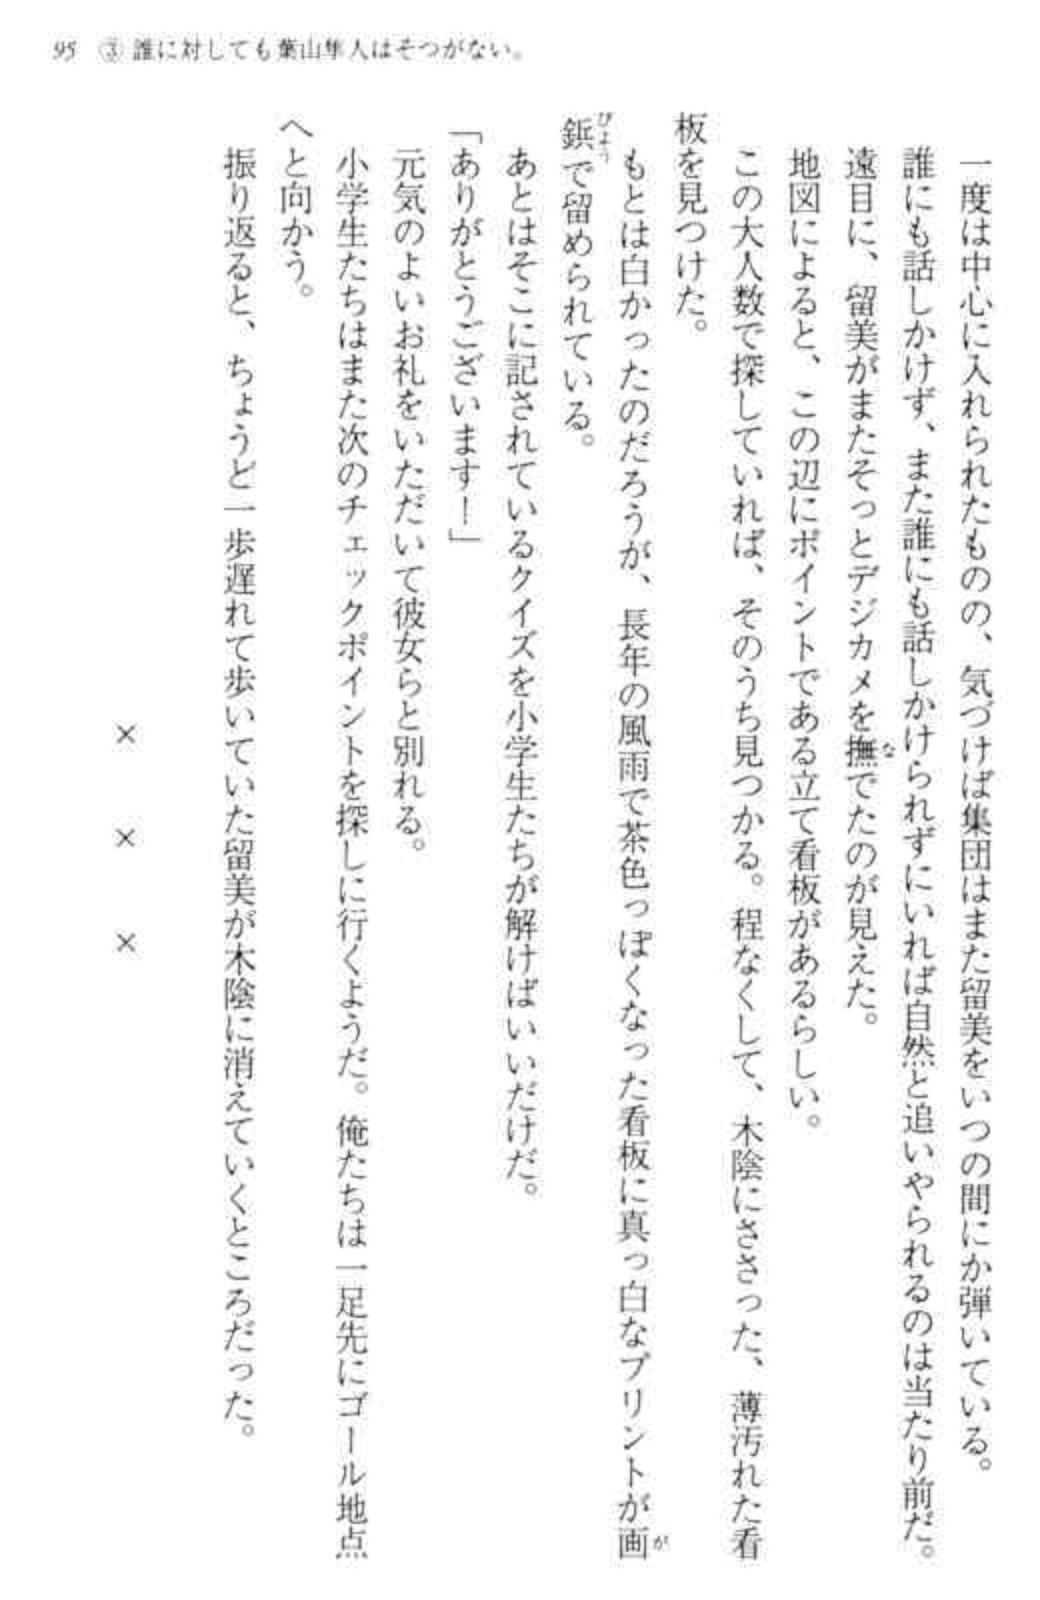 95 ③ 誰に対しても葉山隼人はそつがない。
一度は中心に入れられたものの、気づけば集団はまた留美をいつの間にか弾いている。
誰にも話しかけず、また誰にも話しかけられずにいれば自然と追いやられるのは当たり前だ。
遠目に、留美がまたそっとデジカメを撫でたのが見えた。
地図によると、この辺にポイントである立て看板があるらしい。
この大人数で探していれば、そのうち見つかる。程なくして、木陰にささった、薄汚れた看
板を見つけた。
もとは白かったのだろうが、長年の風雨で茶色っぽくなった看板に真っ白なプリントが画
鋲で留められている。
あとはそこに記されているクイズを小学生たちが解けばいいだけだ。
「ありがとうございます！」
元気のよいお礼をいただいて彼女らと別れる。
小学生たちはまた次のチェックポイントを探しに行くようだ。俺たちは一足先にゴール地点
へと向かう。
振り返ると、ちょうど一歩遅れて歩いていた留美が木陰に消えていくところだった。
× × ×